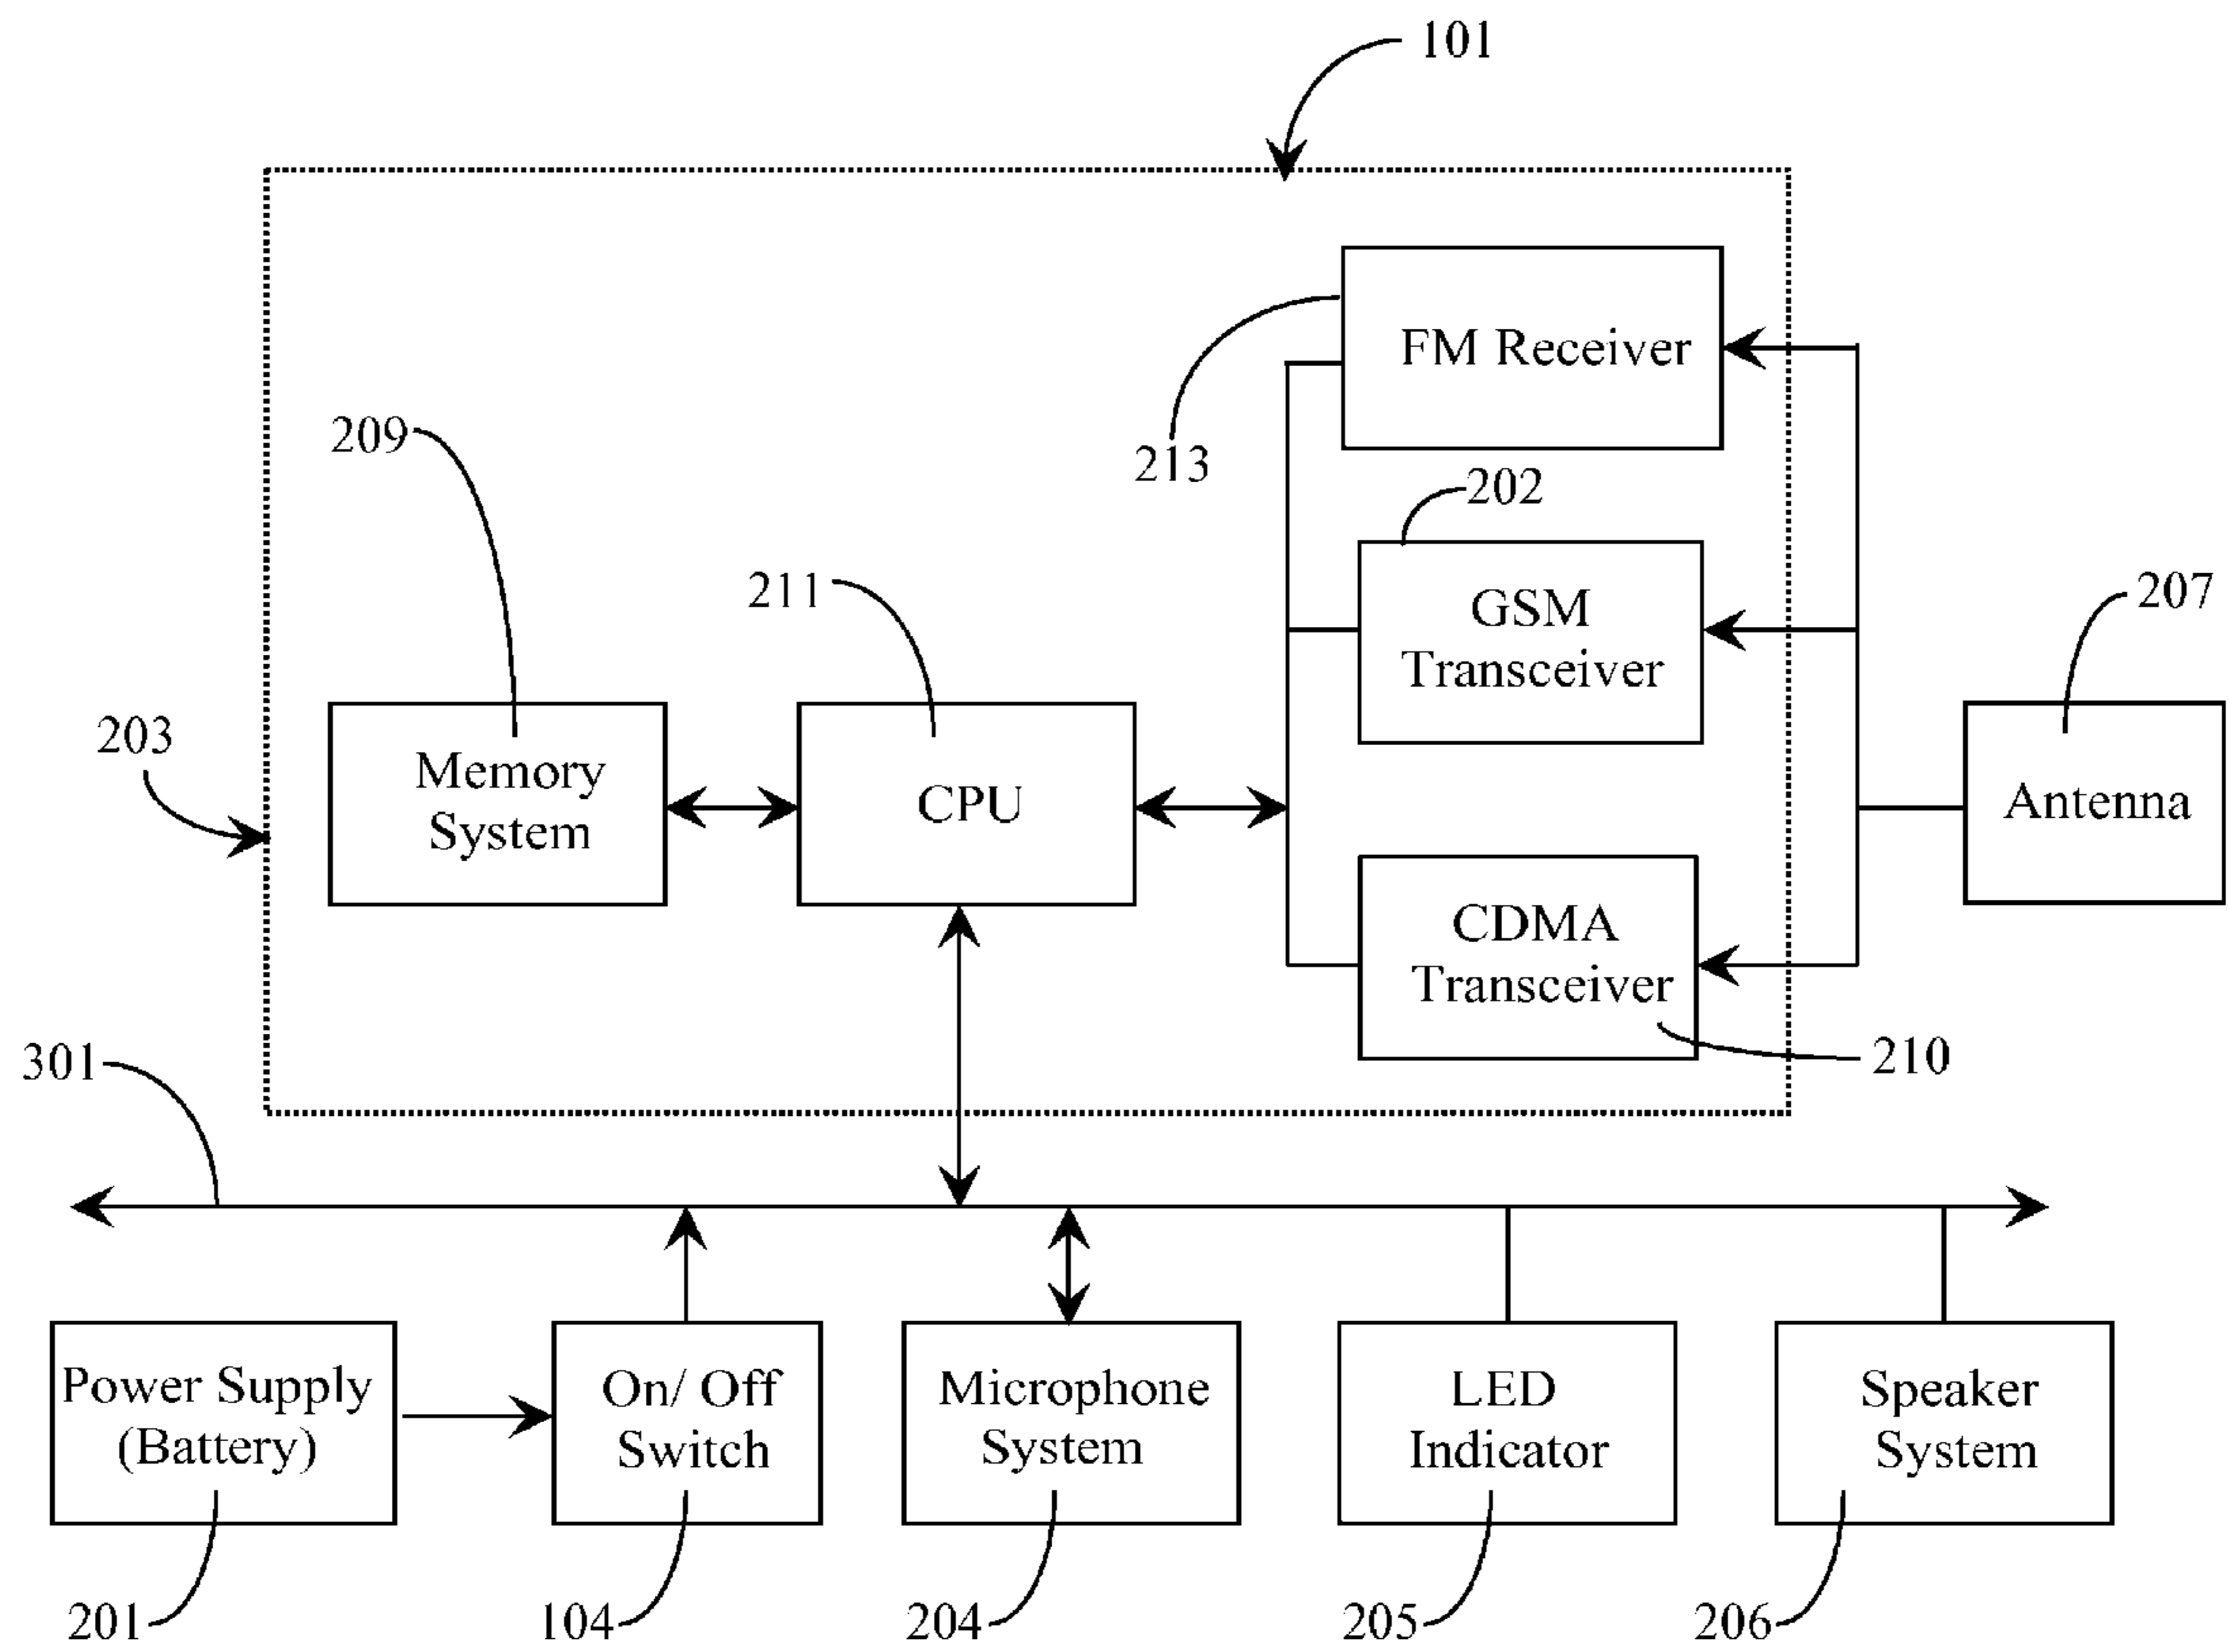 101
FM Receiver
209
213
202
211
GSM
Transceiver
207
203
Memory
System
CPU
Antenna
CDMA
Transceiver
301
210
Power Supply
(Battery)
On/ Off
Switch
Microphone
System
LED
Indicator
Speaker
System
201
104
204
205
206